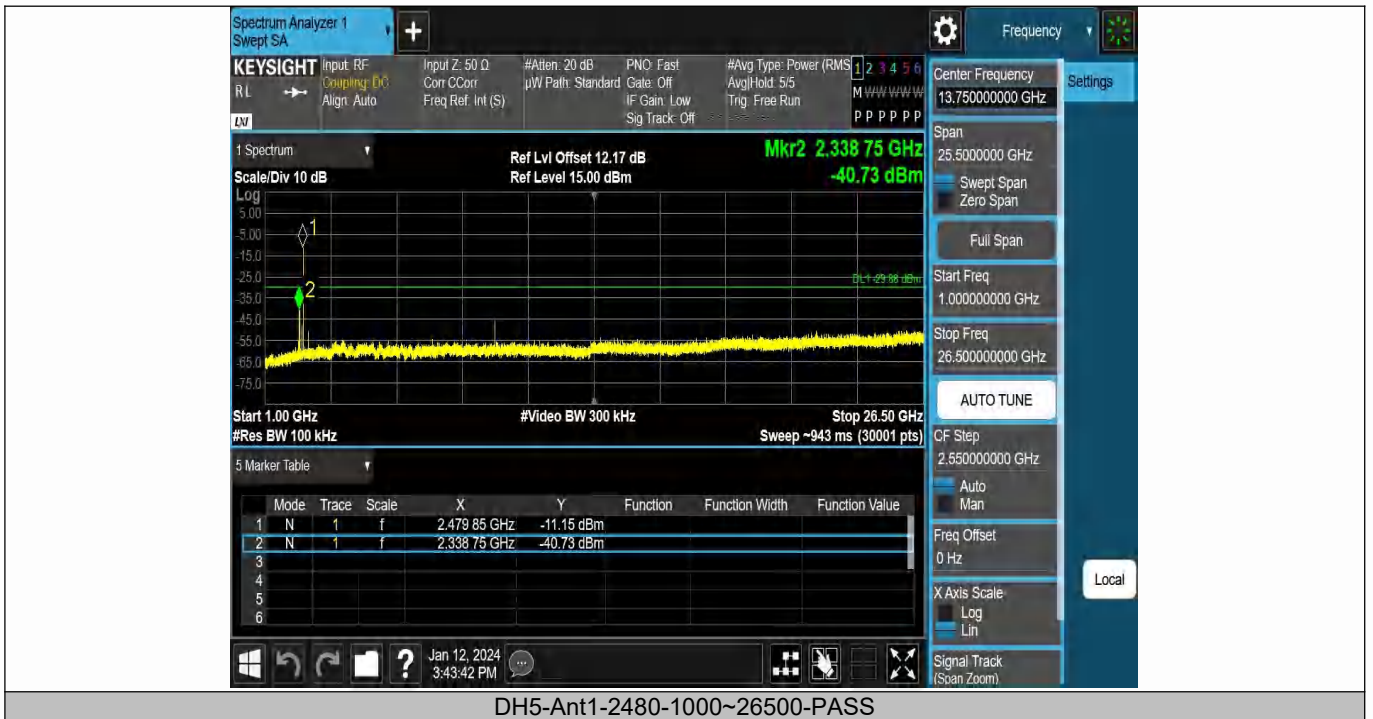 Spectrum Analyzer 1
Swept SA
+
Frequency
KEYSIGHT
RL
LXI
Input: RF
Coupling: DC
Align: Auto
Input Z: 50 Ω
Corr CCorr
Freq Ref: Int (S)
#Atten: 20 dB
µW Path: Standard
PNO: Fast
Gate: Off
IF Gain: Low
Sig Track: Off
#Avg Type: Power (RMS
Avg|Hold: 5/5
Trig: Free Run
1 2 3 4 5 6
M W W W W W
P P P P P P
1 Spectrum
Scale/Div 10 dB
Ref Lvl Offset 12.17 dB
Ref Level 15.00 dBm
Mkr2 2.338 75 GHz
-40.73 dBm
Log
5.00
-5.00
-15.0
-25.0
-35.0
-45.0
-55.0
-65.0
-75.0
1
2
Start 1.00 GHz
#Res BW 100 kHz
#Video BW 300 kHz
Stop 26.50 GHz
Sweep ~943 ms (30001 pts)
5 Marker Table
Mode Trace Scale X Y Function Function Width Function Value
1 N 1 f 2.479 85 GHz -11.15 dBm
2 N 1 f 2.338 75 GHz -40.73 dBm
3
4
5
6
Jan 12, 2024
3:43:42 PM
Center Frequency
13.750000000 GHz
Settings
Span
25.5000000 GHz
Swept Span
Zero Span
Full Span
Start Freq
1.000000000 GHz
Stop Freq
26.500000000 GHz
AUTO TUNE
CF Step
2.550000000 GHz
Auto
Man
Freq Offset
0 Hz
X Axis Scale
Log
Lin
Local
Signal Track
(Span Zoom)
DH5-Ant1-2480-1000~26500-PASS